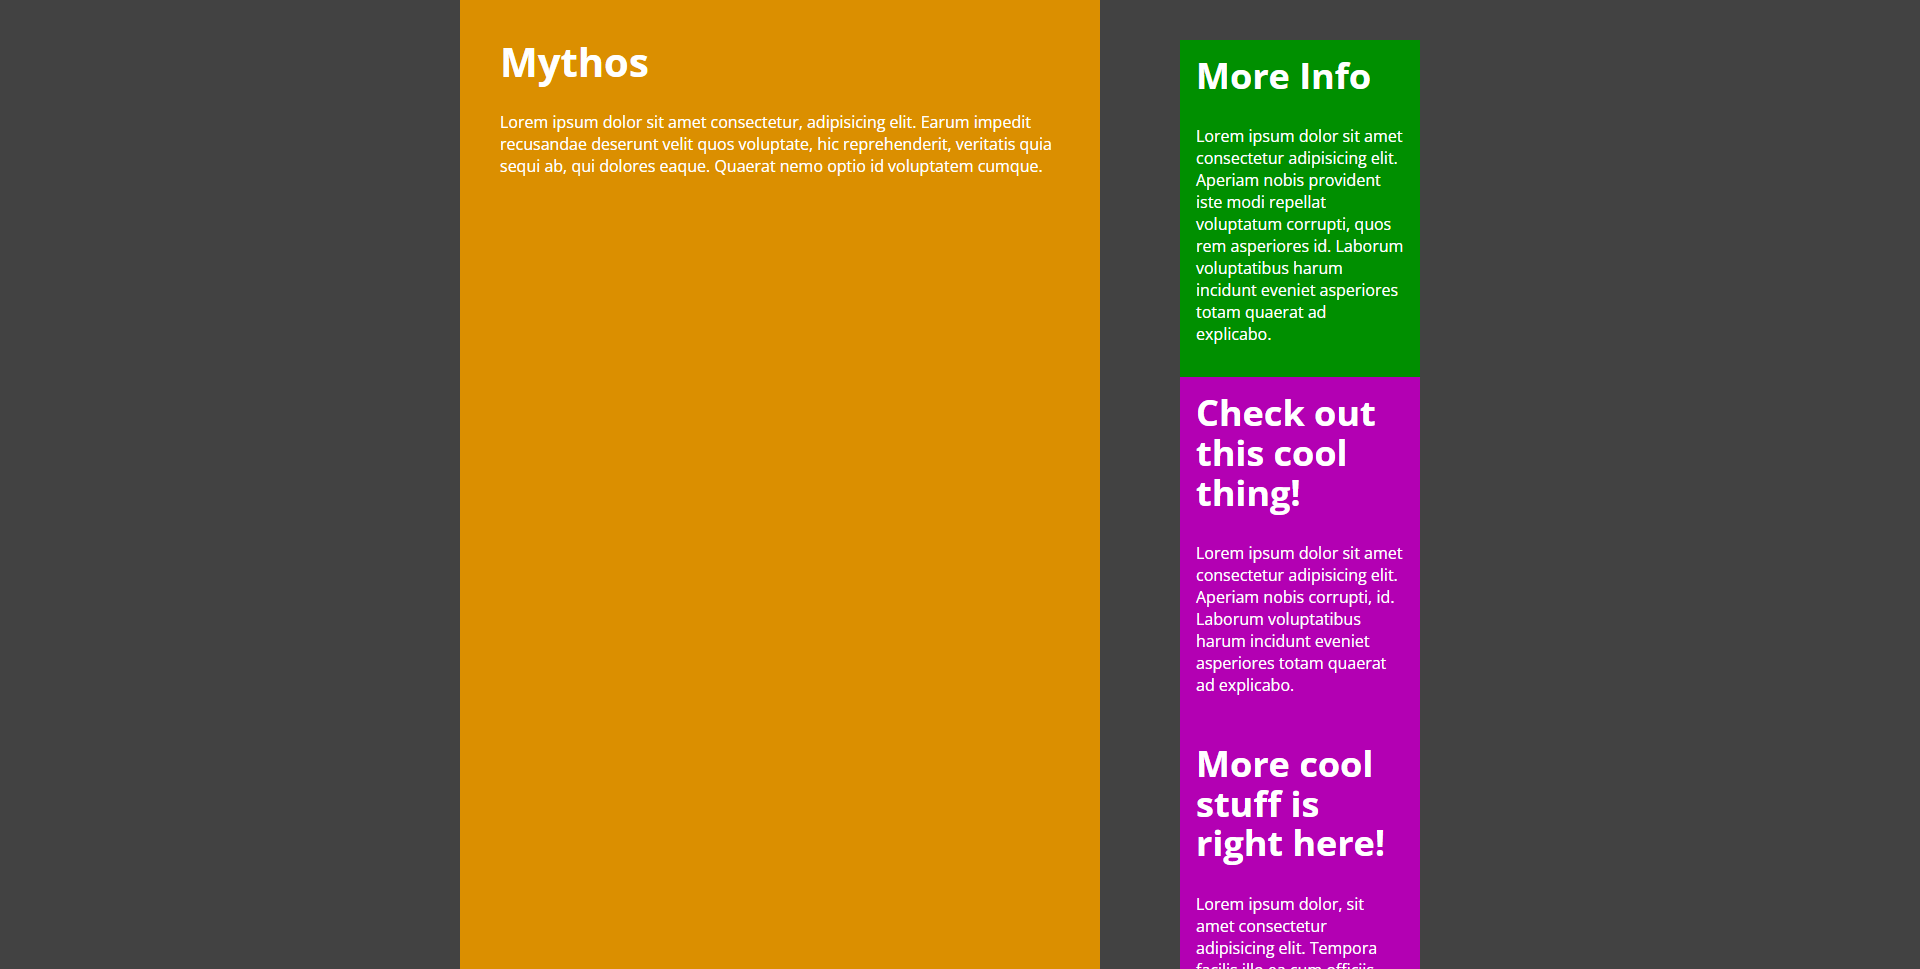 Mythos
Lorem ipsum dolor sit amet consectetur, adipisicing elit. Earum impedit
recusandae deserunt velit quos voluptate, hic reprehenderit, veritatis quia
sequi ab, qui dolores eaque. Quaerat nemo optio id voluptatem cumque.
More Info
Lorem ipsum dolor sit amet
consectetur adipisicing elit.
Aperiam nobis provident
iste modi repellat
voluptatum corrupti, quos
rem asperiores id. Laborum
voluptatibus harum
incidunt eveniet asperiores
totam quaerat ad
explicabo.
Check out
this cool
thing!
Lorem ipsum dolor sit amet
consectetur adipisicing elit.
Aperiam nobis corrupti, id.
Laborum voluptatibus
harum incidunt eveniet
asperiores totam quaerat
ad explicabo.
More cool
stuff is
right here!
Lorem ipsum dolor, sit
amet consectetur
adipisicing elit. Tempora